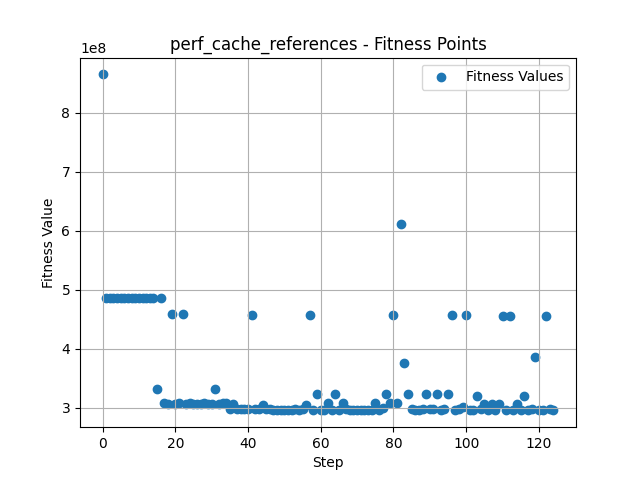 perf_cache_references - Fitness Points
1e8
Fitness Values
8
7
6
5
4
3
Fitness Value
0
20
40
60
80
100
120
Step